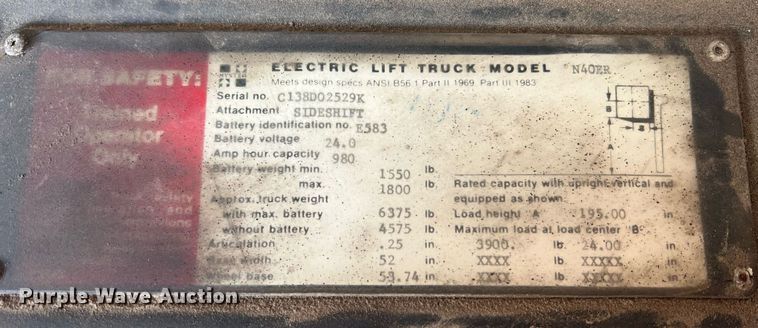 SAFETY:
Trained
Operator
Only
HYSTER
ELECTRIC LIFT TRUCK MODEL N40ER
Meets design specs ANSI B56.1 Part II 1969, Part III 1983
Serial no. C138D02529K
Attachment SIDESHIFT
Battery identification no. E583
Battery voltage 24.0
Amp hour capacity 980
Battery weight min. 1550 lb.
max. 1800 lb.
Approx. truck weight
with max. battery 6375 lb.
without battery 4575 lb.
Articulation .25 in.
Base width 52 in.
Wheel base 53.74 in.
B
B
A
Rated capacity with upright vertical and
equipped as shown:
Load height 'A' 195.00 in.
Maximum load at load center 'B'
3900. lb. 24.00 in.
XXXX lb. XXXXX in.
XXXX lb. XXXXX in.
Purple Wave Auction